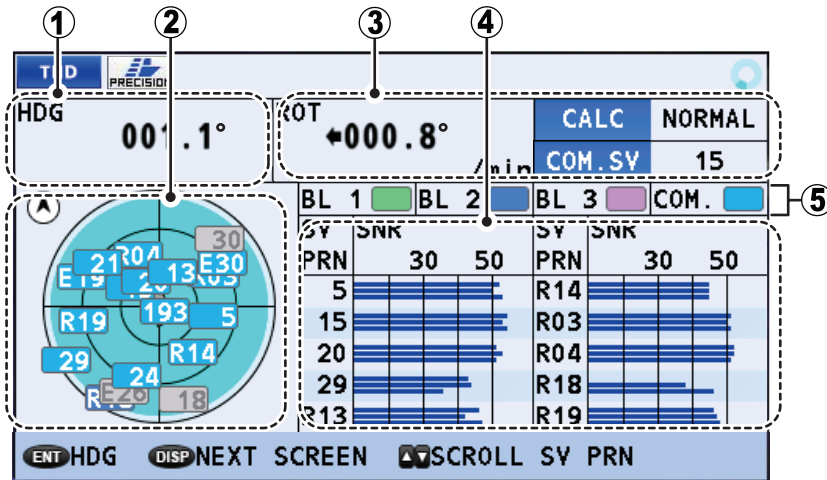 1 2 3 4
PRECISION
HDG
ROT
←000.8°
/min
CALC NORMAL
COM.SV 15
BL 1 BL 2 BL 3 COM. 5
SV SNR SV SNR
PRN 30 50 PRN 30 50
5 R14
15 R03
20 R04
29 R18
R13 R19
30
21 R04 13 E30
E19 R03
R19 193 5
R14
29
24
E26 18
ENT HDG DISP NEXT SCREEN ▲▼ SCROLL SV PRN